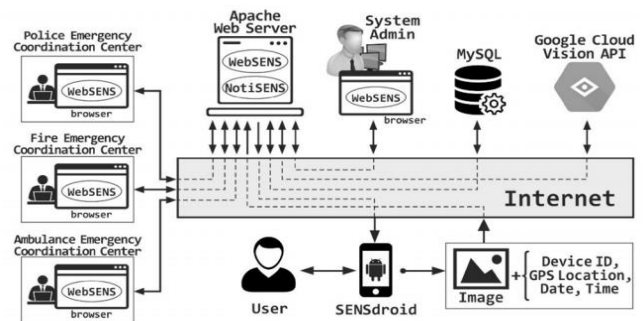 Police Emergency
Coordination Center
WebSENS
browser
Fire Emergency
Coordination Center
WebSENS
browser
Ambulance Emergency
Coordination Center
WebSENS
browser
Apache
Web Server
WebSENS
NotiSENS
System
Admin
WebSENS
browser
MySQL
Google Cloud
Vision API
Internet
User
SENSdroid
Image
+
Device ID,
GPS Location,
Date, Time